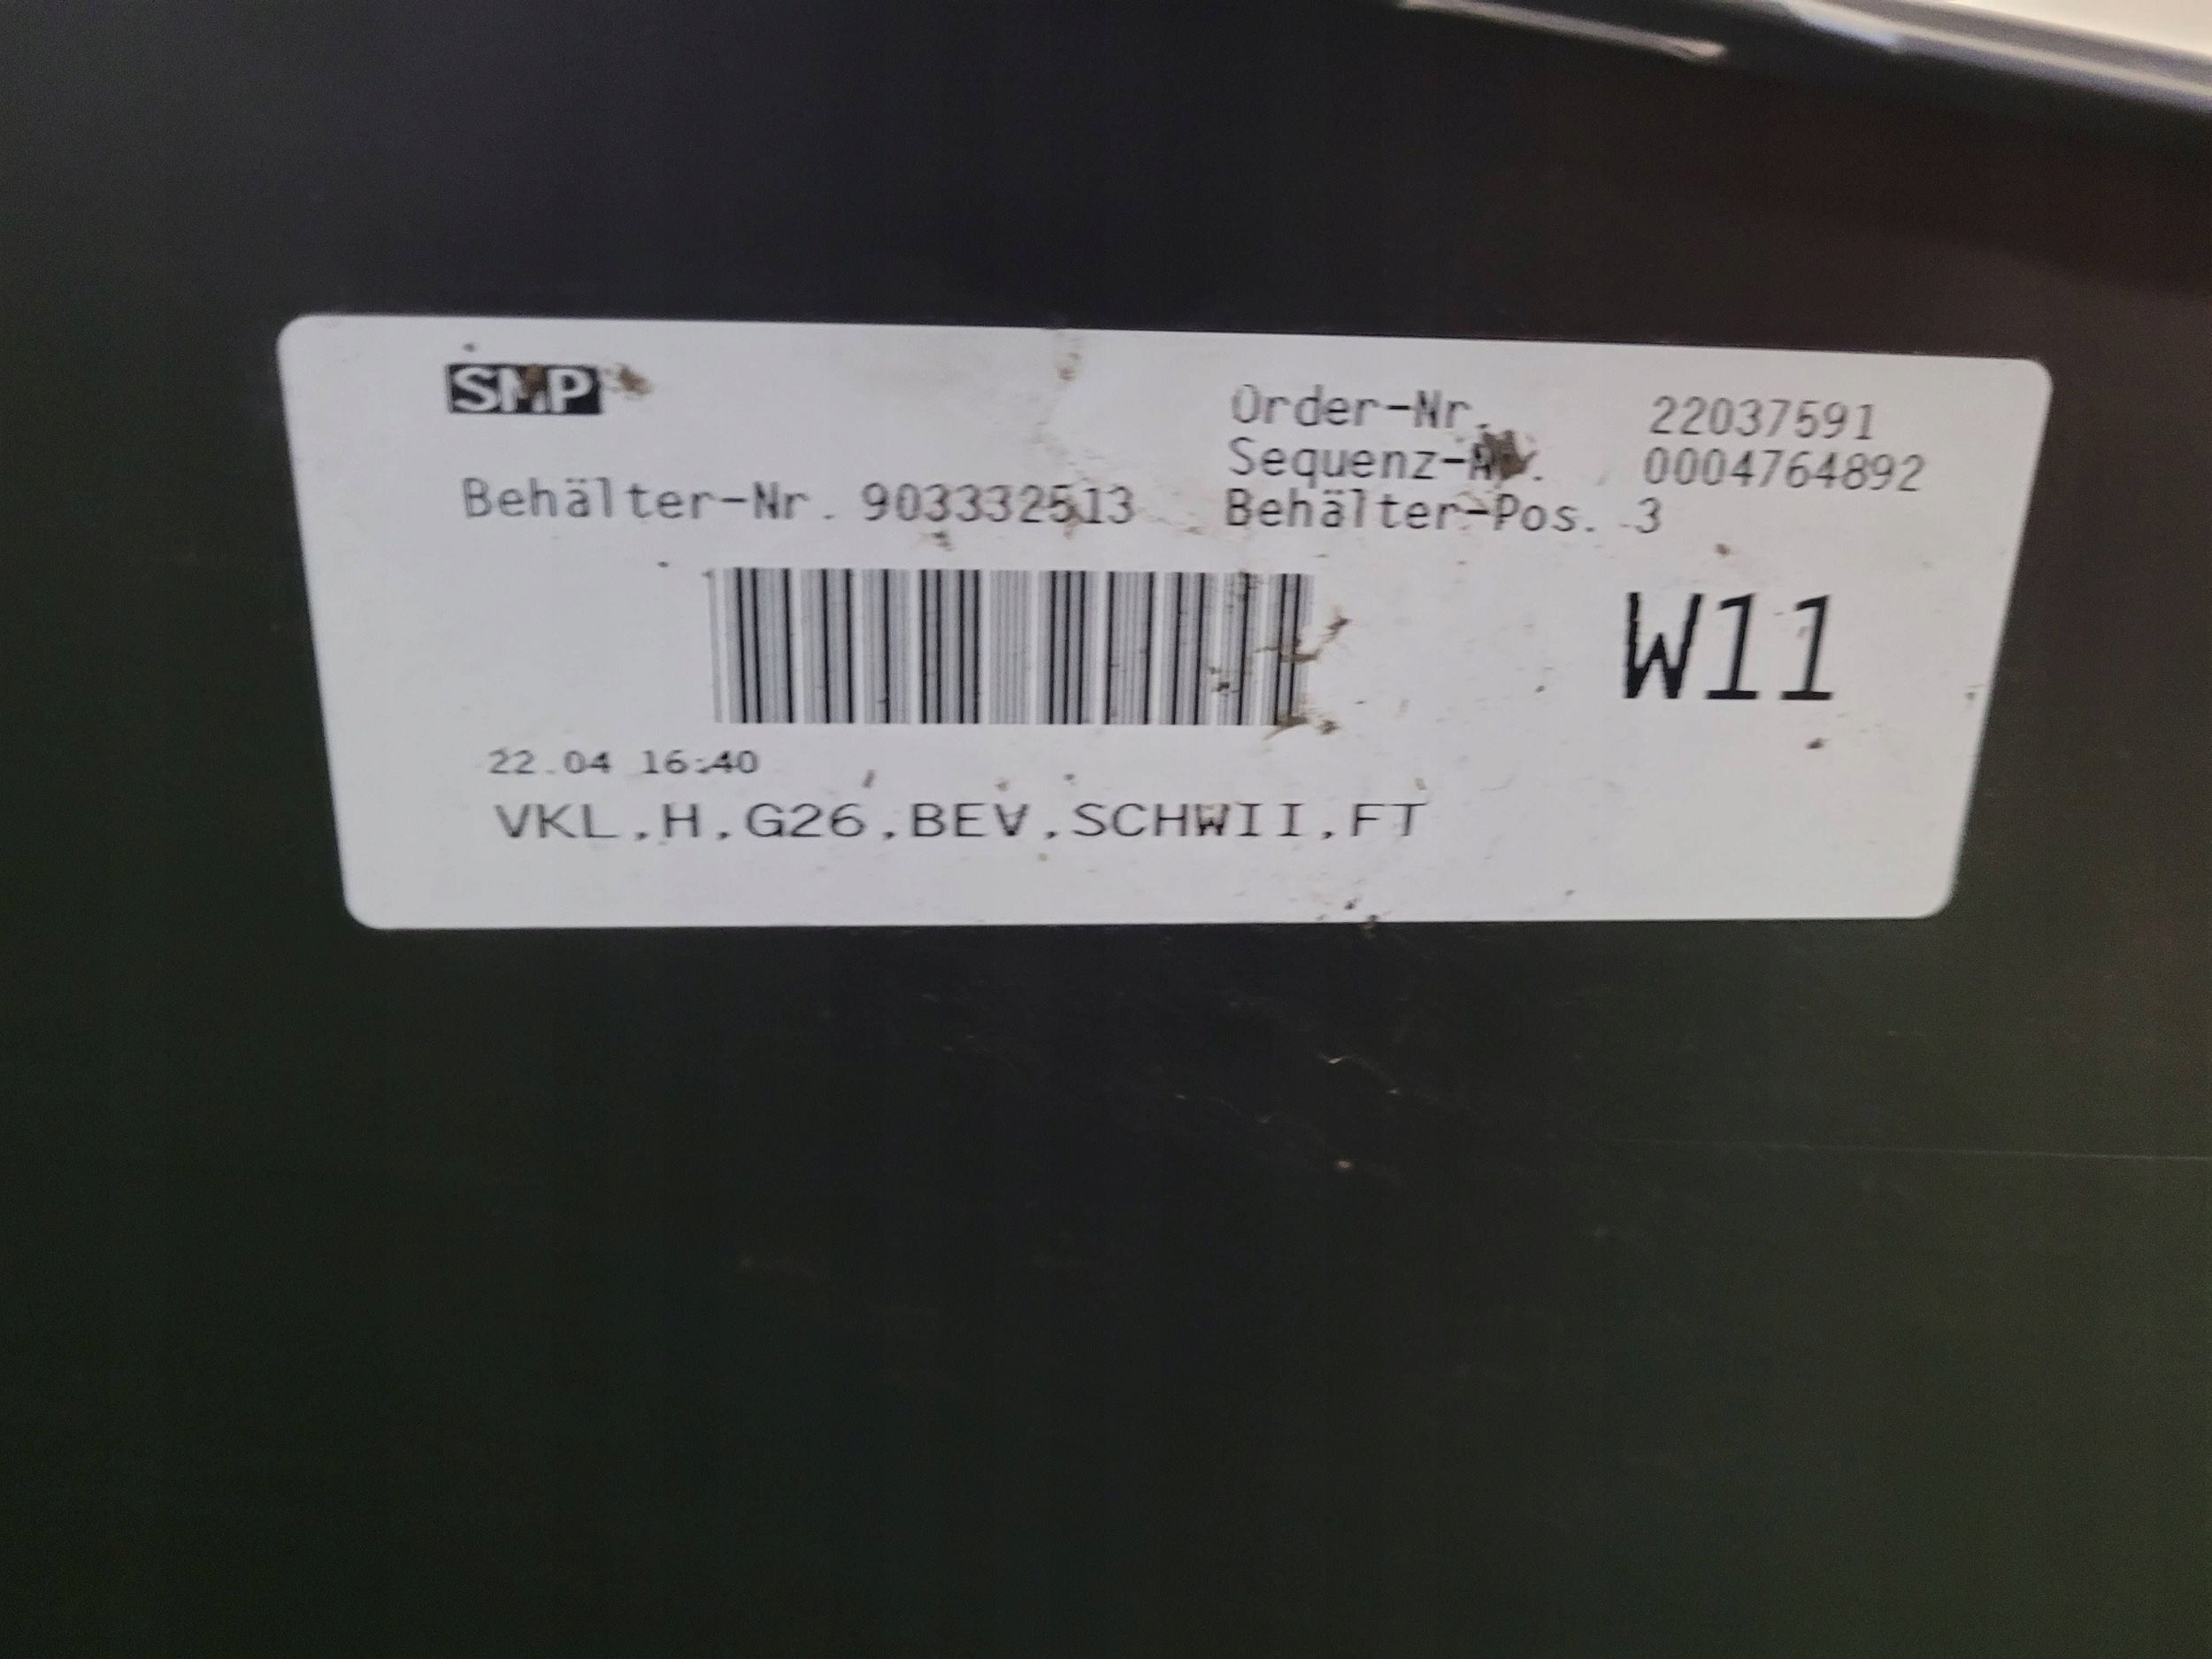 SMP
Order-Nr. 22037591
Sequenz-Nr. 0004764892
Behälter-Nr. 903332513 Behälter-Pos. 3
W11
22.04 16:40
VKL,H,G26,BEV,SCHWII,FT